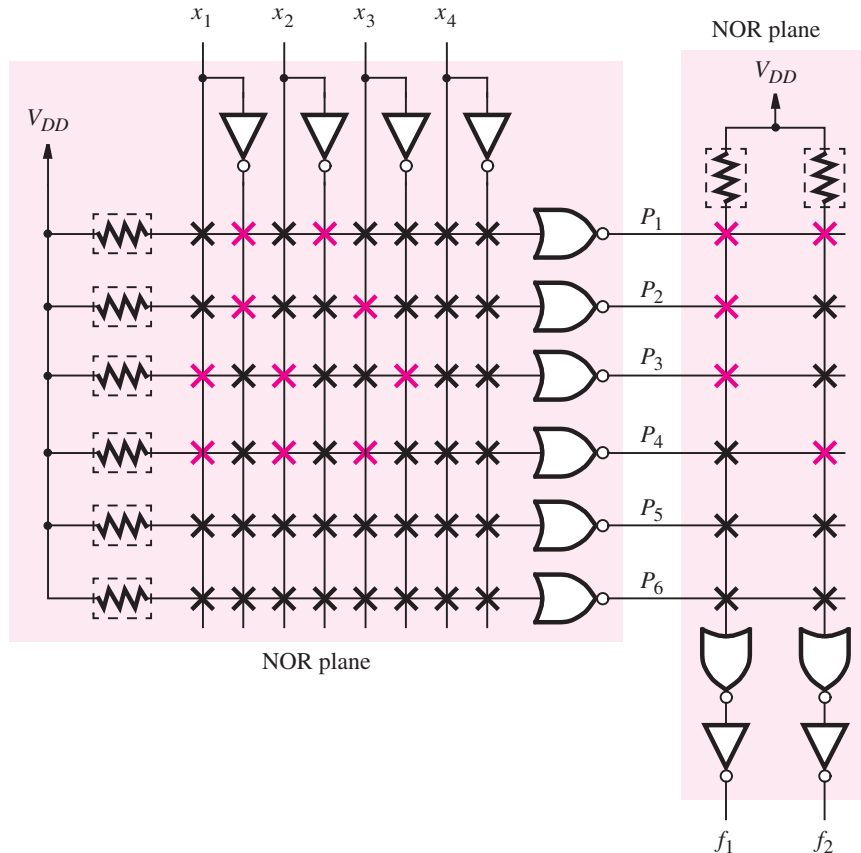 x1 x2 x3 x4
NOR plane
VDD
VDD
P1
P2
P3
P4
P5
P6
NOR plane
f1 f2